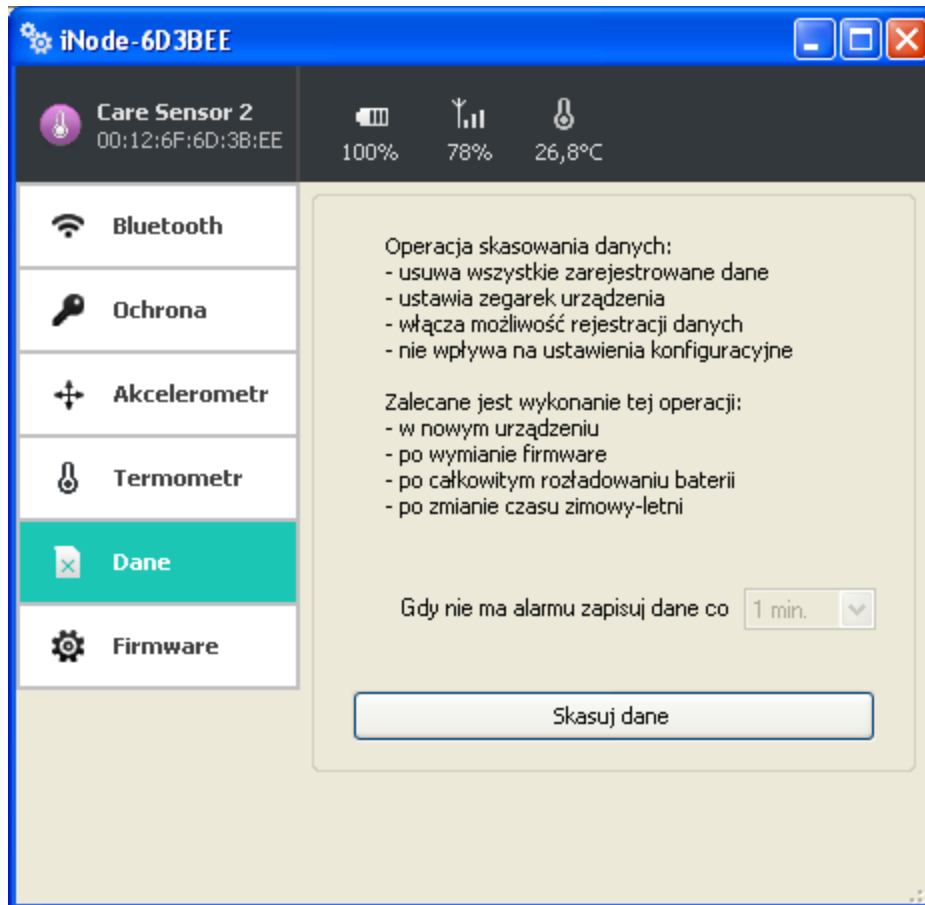 iNode-6D3BEE
Care Sensor 2
00:12:6F:6D:3B:EE
100%
78%
26,8°C
Bluetooth
Ochrona
Akcelerometr
Termometr
Dane
Firmware
Operacja skasowania danych:
- usuwa wszystkie zarejestrowane dane
- ustawia zegarek urządzenia
- włącza możliwość rejestracji danych
- nie wpływa na ustawienia konfiguracyjne
Zalecane jest wykonanie tej operacji:
- w nowym urządzeniu
- po wymianie firmware
- po całkowitym rozładowaniu baterii
- po zmianie czasu zimowy-letni
Gdy nie ma alarmu zapisuj dane co
1 min.
Skasuj dane